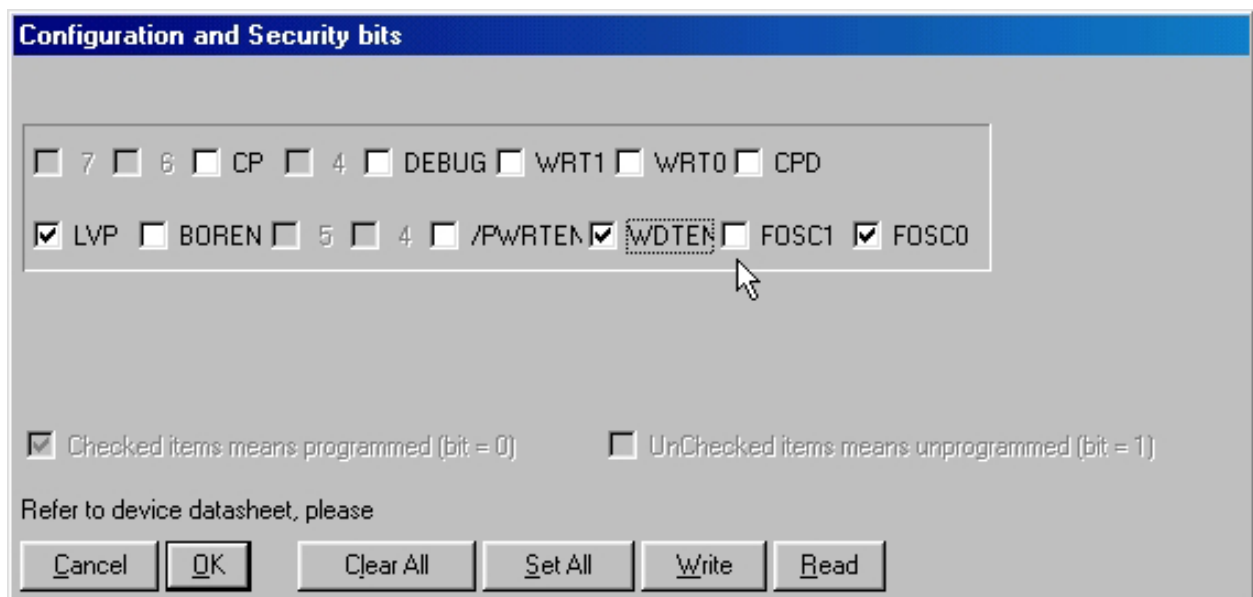 Configuration and Security bits
7 6 CP 4 DEBUG WRT1 WRT0 CPD
LVP BOREN 5 4 /PWRTEN WDTEN FOSC1 FOSC0
Checked items means programmed (bit = 0) UnChecked items means unprogrammed (bit = 1)
Refer to device datasheet, please
Cancel OK Clear All Set All Write Read